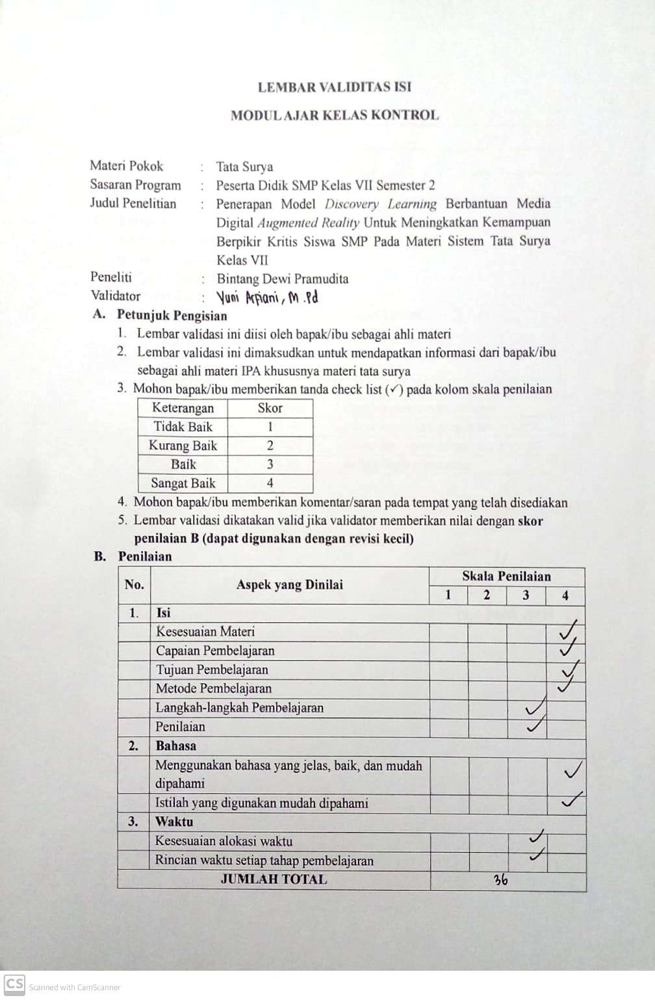 LEMBAR VALIDITAS ISI
MODUL AJAR KELAS KONTROL
Materi Pokok : Tata Surya
Sasaran Program : Peserta Didik SMP Kelas VII Semester 2
Judul Penelitian : Penerapan Model Discovery Learning Berbantuan Media
Digital Augmented Reality Untuk Meningkatkan Kemampuan
Berpikir Kritis Siswa SMP Pada Materi Sistem Tata Surya
Kelas VII
Peneliti : Bintang Dewi Pramudita
Validator : Yuni Arfiani, M.Pd
A. Petunjuk Pengisian
1. Lembar validasi ini diisi oleh bapak/ibu sebagai ahli materi
2. Lembar validasi ini dimaksudkan untuk mendapatkan informasi dari bapak/ibu
sebagai ahli materi IPA khususnya materi tata surya
3. Mohon bapak/ibu memberikan tanda check list (✓) pada kolom skala penilaian
Keterangan Skor
Tidak Baik 1
Kurang Baik 2
Baik 3
Sangat Baik 4
4. Mohon bapak/ibu memberikan komentar/saran pada tempat yang telah disediakan
5. Lembar validasi dikatakan valid jika validator memberikan nilai dengan skor
penilaian B (dapat digunakan dengan revisi kecil)
B. Penilaian
No. Aspek yang Dinilai Skala Penilaian
1 2 3 4
1. Isi
Kesesuaian Materi ✓
Capaian Pembelajaran ✓
Tujuan Pembelajaran ✓
Metode Pembelajaran ✓
Langkah-langkah Pembelajaran ✓
Penilaian ✓
2. Bahasa
Menggunakan bahasa yang jelas, baik, dan mudah
dipahami ✓
Istilah yang digunakan mudah dipahami ✓
3. Waktu
Kesesuaian alokasi waktu ✓
Rincian waktu setiap tahap pembelajaran ✓
JUMLAH TOTAL 36
CS Scanned with CamScanner